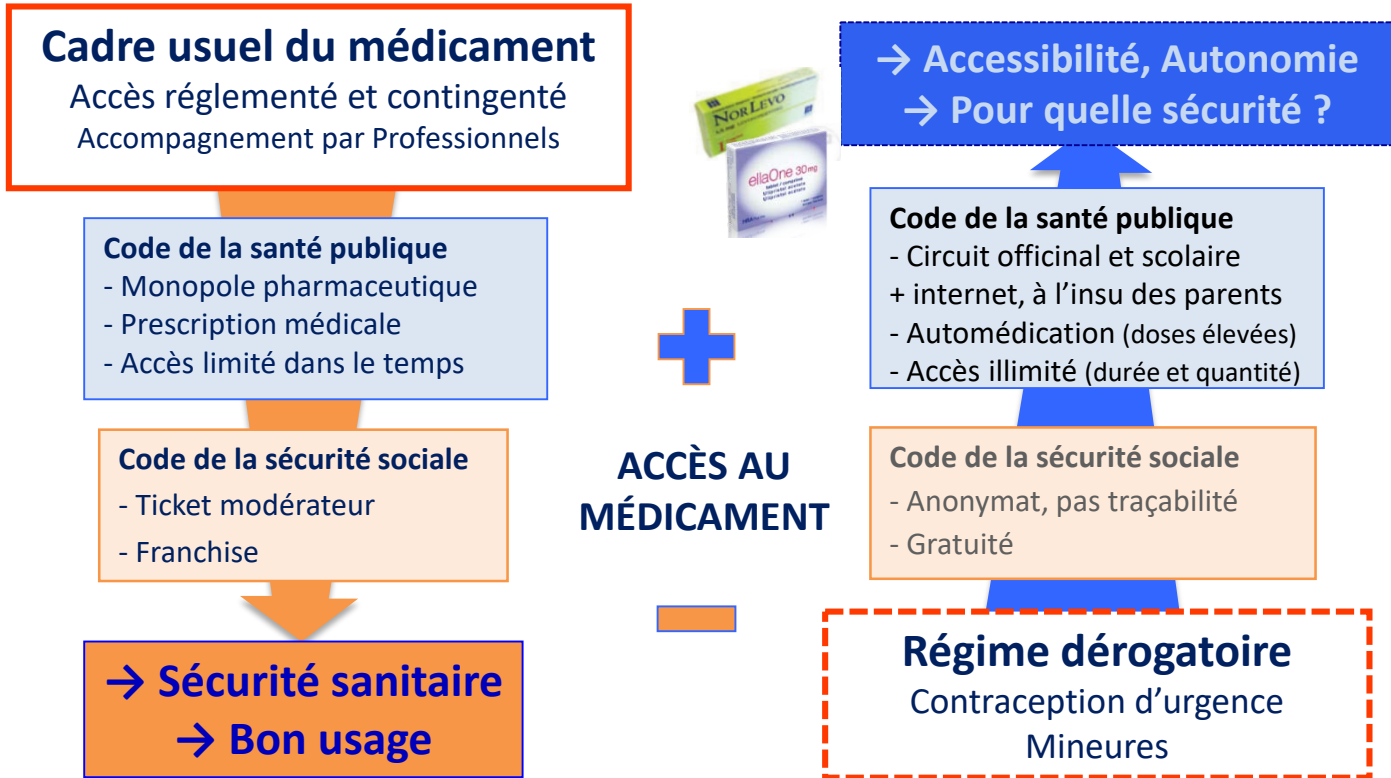 Cadre usuel du médicament
Accès réglementé et contingenté
Accompagnement par Professionnels
Code de la santé publique
- Monopole pharmaceutique
- Prescription médicale
- Accès limité dans le temps
Code de la sécurité sociale
- Ticket modérateur
- Franchise
→ Sécurité sanitaire
→ Bon usage
NORLEVO
ellaOne 30mg
ACCÈS AU
MÉDICAMENT
→ Accessibilité, Autonomie
→ Pour quelle sécurité ?
Code de la santé publique
- Circuit officinal et scolaire
+ internet, à l’insu des parents
- Automédication (doses élevées)
- Accès illimité (durée et quantité)
Code de la sécurité sociale
- Anonymat, pas traçabilité
- Gratuité
Régime dérogatoire
Contraception d’urgence
Mineures